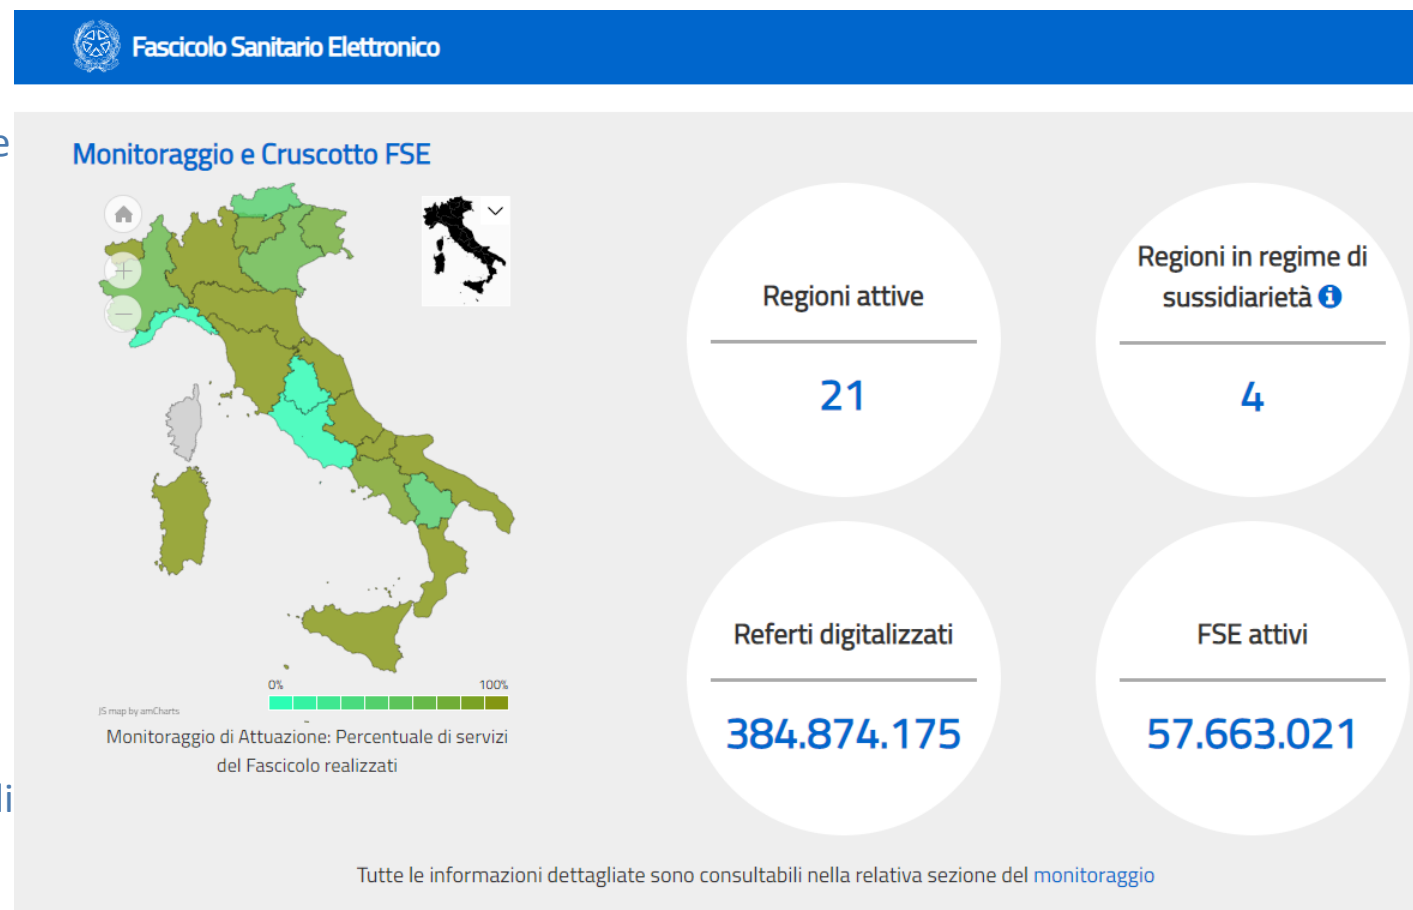 Fascicolo Sanitario Elettronico
e
Monitoraggio e Cruscotto FSE
Regioni attive
21
Regioni in regime di
sussidiarietà
4
Referti digitalizzati
384.874.175
FSE attivi
57.663.021
0% 100%
JS map by amCharts
Monitoraggio di Attuazione: Percentuale di servizi
del Fascicolo realizzati
li
Tutte le informazioni dettagliate sono consultabili nella relativa sezione del monitoraggio